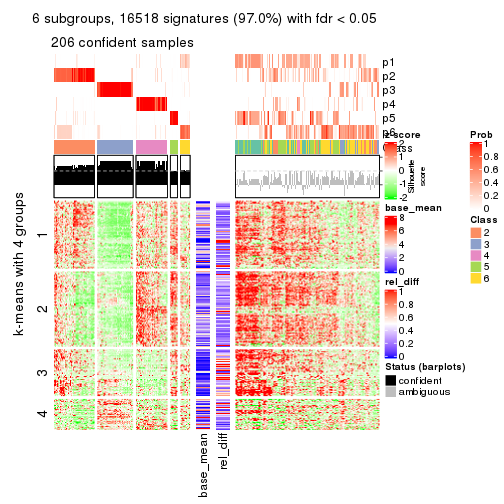 6 subgroups, 16518 signatures (97.0%) with fdr < 0.05
206 confident samples
p1
p2
p3
p4
p5
p6
Class
z-score
2
1
0
-1
-2
Silhouette
score
Prob
1
0.8
0.6
0.4
0.2
0
k-means with 4 groups
1
2
3
4
base_mean
8
6
4
2
0
Class
2
3
4
5
6
rel_diff
1
0.8
0.6
0.4
0.2
0
Status (barplots)
confident
ambiguous
base_mean
rel_diff